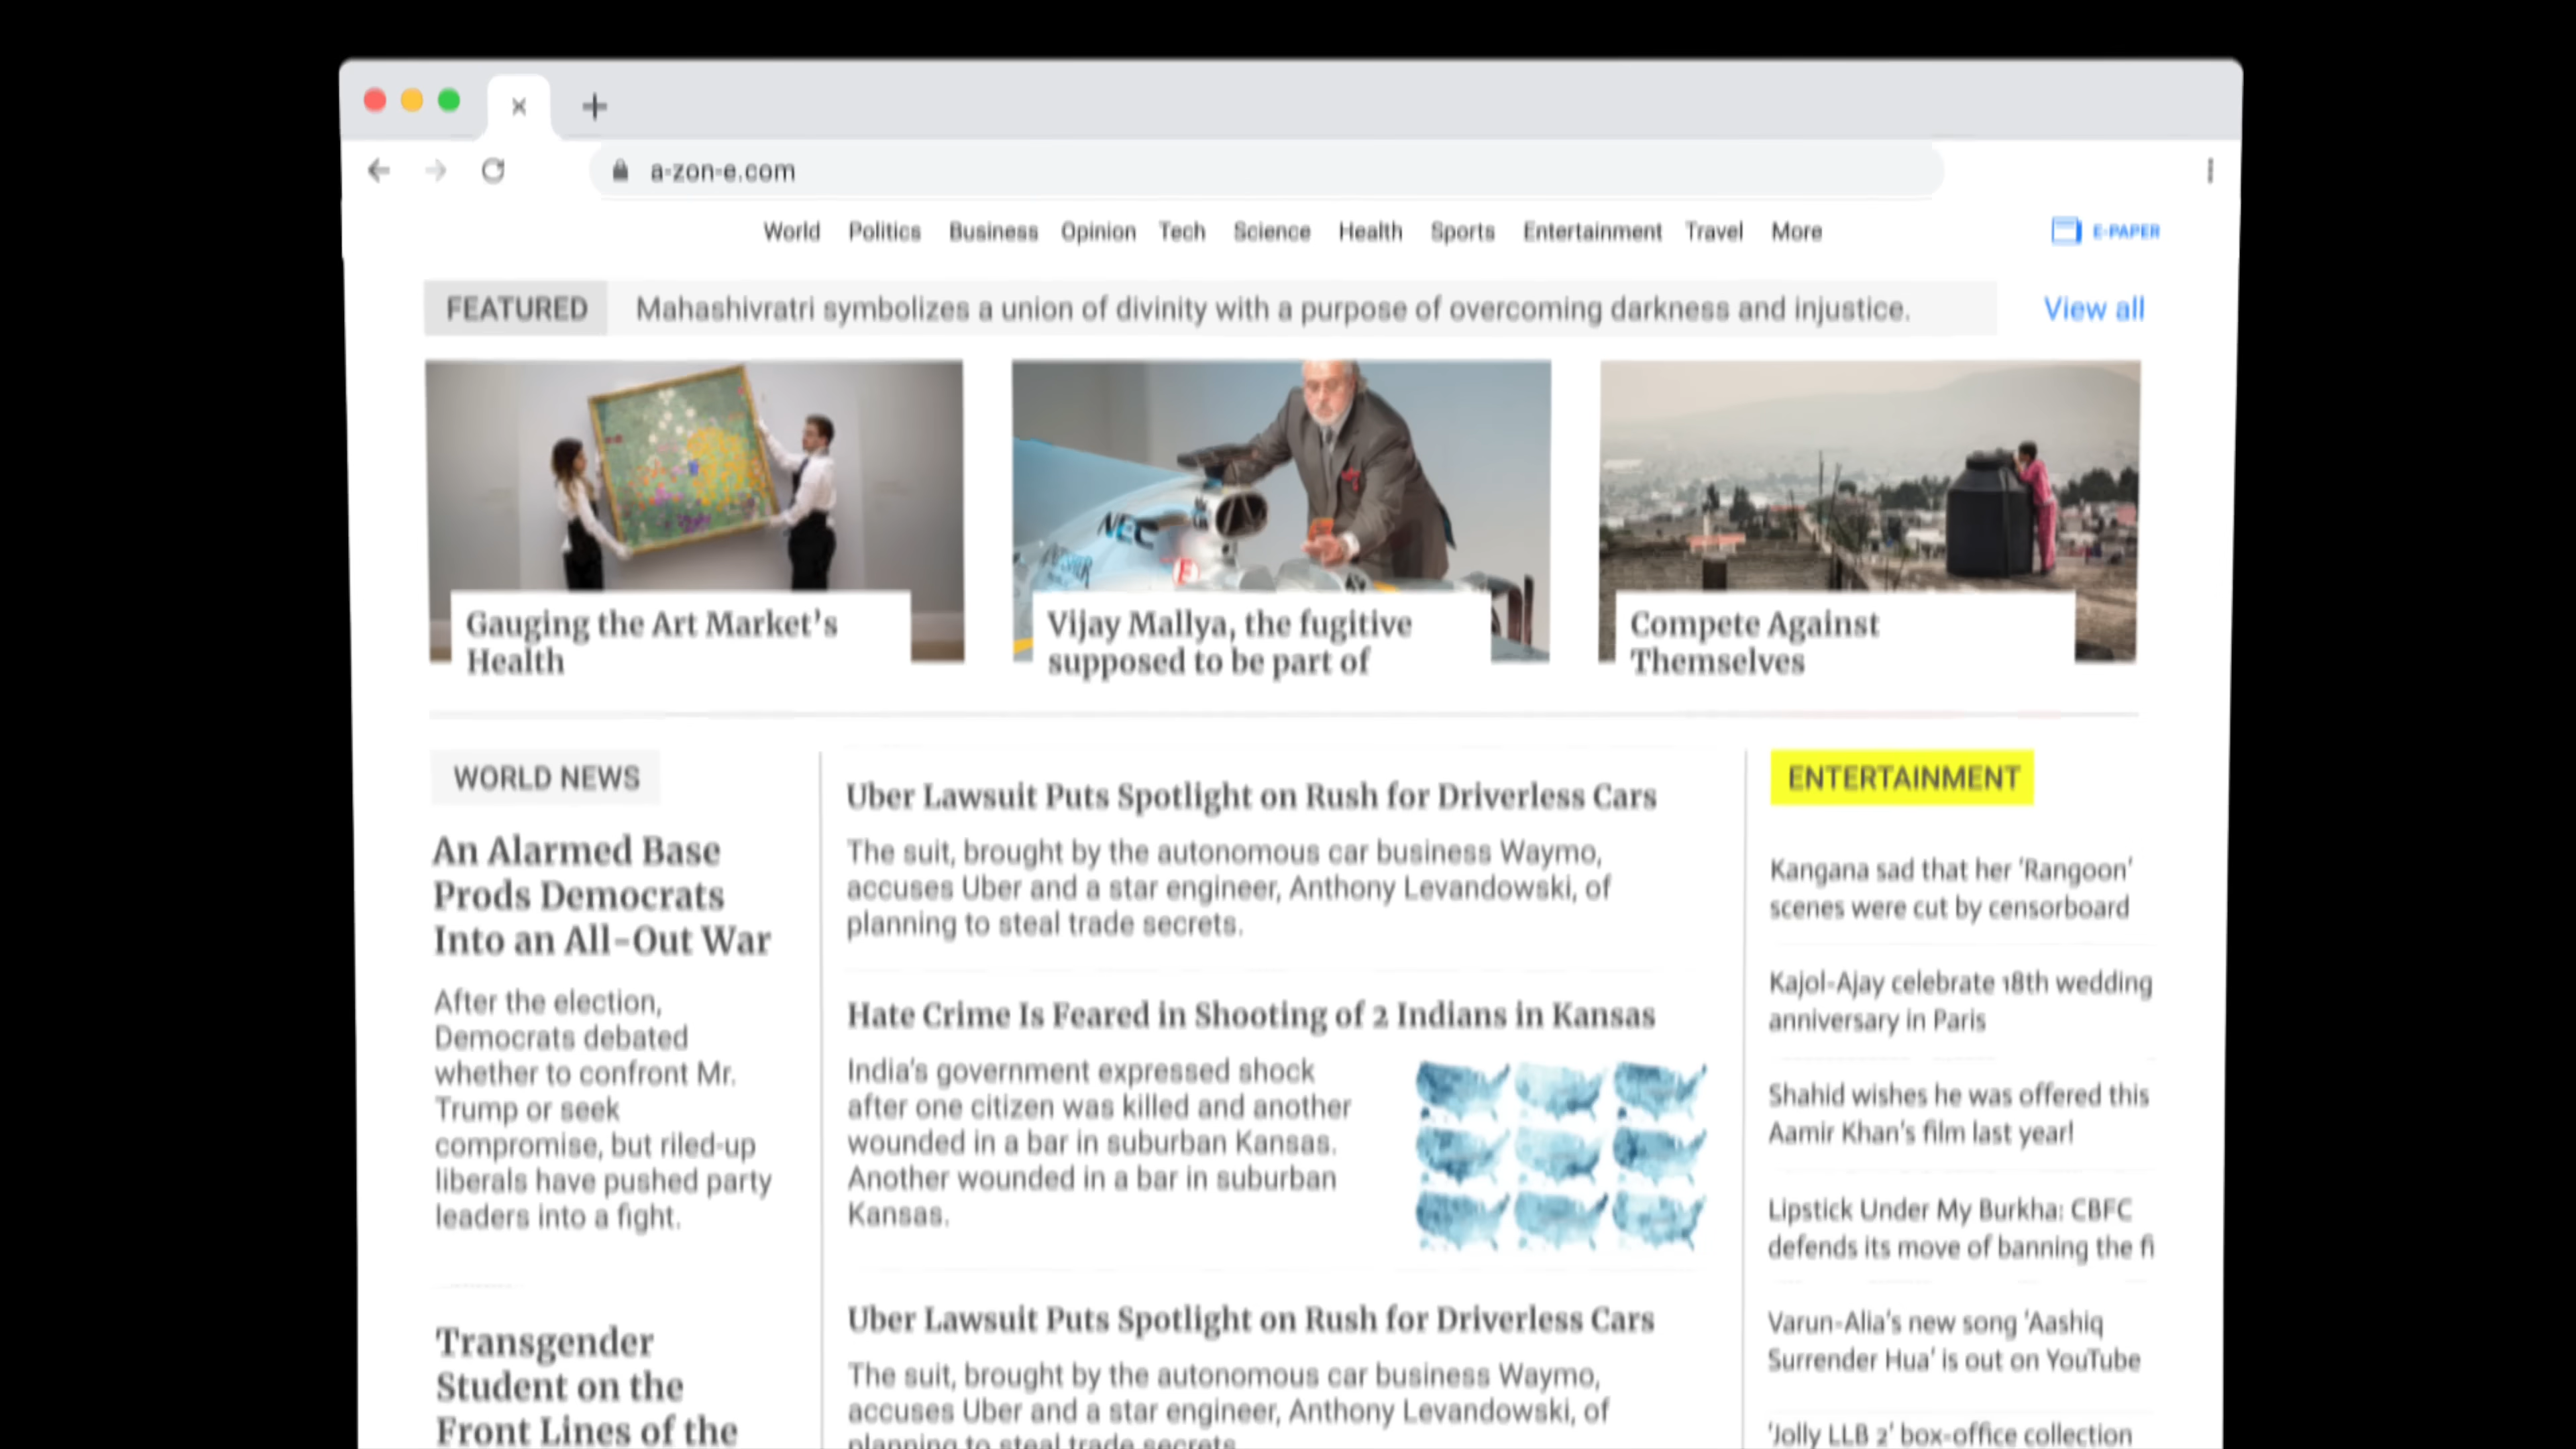 a-zon-e.com
World Politics Business Opinion Tech Science Health Sports Entertainment Travel More
E-PAPER
FEATURED
Mahashivratri symbolizes a union of divinity with a purpose of overcoming darkness and injustice.
View all
NEC
Gauging the Art Market's
Health
Vijay Mallya, the fugitive
supposed to be part of
Compete Against
Themselves
WORLD NEWS
An Alarmed Base
Prods Democrats
Into an All-Out War
After the election,
Democrats debated
whether to confront Mr.
Trump or seek
compromise, but riled-up
liberals have pushed party
leaders into a fight.
Transgender
Student on the
Front Lines of the
Uber Lawsuit Puts Spotlight on Rush for Driverless Cars
The suit, brought by the autonomous car business Waymo,
accuses Uber and a star engineer, Anthony Levandowski, of
planning to steal trade secrets.
Hate Crime Is Feared in Shooting of 2 Indians in Kansas
India's government expressed shock
after one citizen was killed and another
wounded in a bar in suburban Kansas.
Another wounded in a bar in suburban
Kansas.
Uber Lawsuit Puts Spotlight on Rush for Driverless Cars
The suit, brought by the autonomous car business Waymo,
accuses Uber and a star engineer, Anthony Levandowski, of
planning to steal trade secrets
ENTERTAINMENT
Kangana sad that her 'Rangoon'
scenes were cut by censorboard
Kajol-Ajay celebrate 18th wedding
anniversary in Paris
Shahid wishes he was offered this
Aamir Khan's film last year!
Lipstick Under My Burkha: CBFC
defends its move of banning the fi
Varun-Alia's new song 'Aashiq
Surrender Hua' is out on YouTube
'Jolly LLB 2' box-office collection